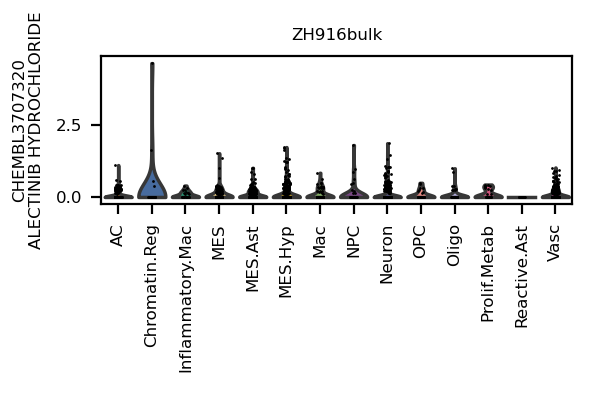 ZH916bulk
CHEMBL3707320
ALECTINIB HYDROCHLORIDE
2.5
0.0
AC
Chromatin.Reg
Inflammatory.Mac
MES
MES.Ast
MES.Hyp
Mac
NPC
Neuron
OPC
Oligo
Prolif.Metab
Reactive.Ast
Vasc